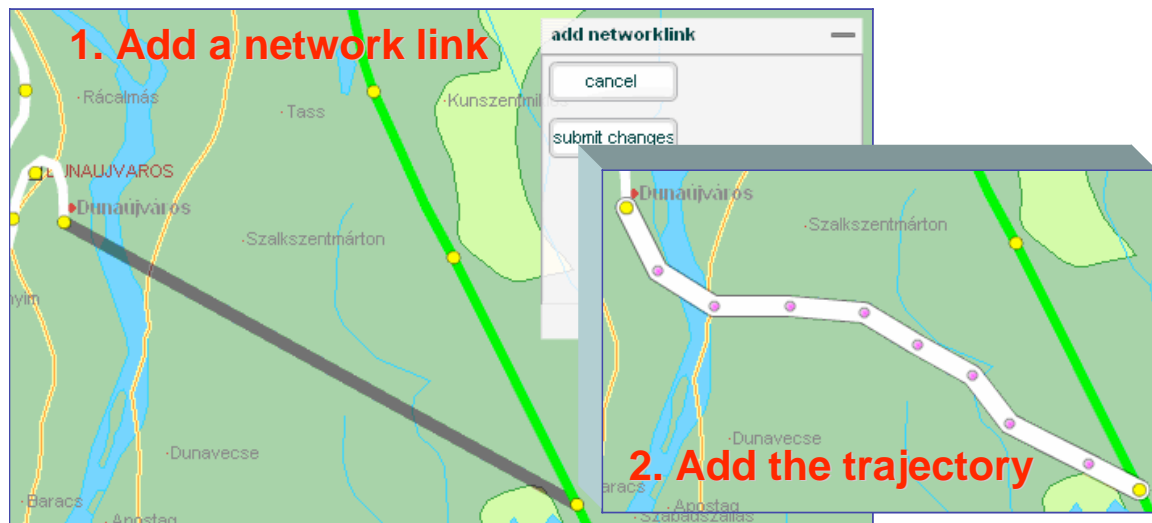 1. Add a network link
add networklink
cancel
submit changes
·Rácalmás
·Tass
DUNAUJVAROS
Dunaújváros
·Szalkszentmárton
·Dunavecse
·Baracs
·Apostag
Dunaújváros
·Szalkszentmárton
·Dunavecse
2. Add the trajectory
·Apostag
·Szabadszállás